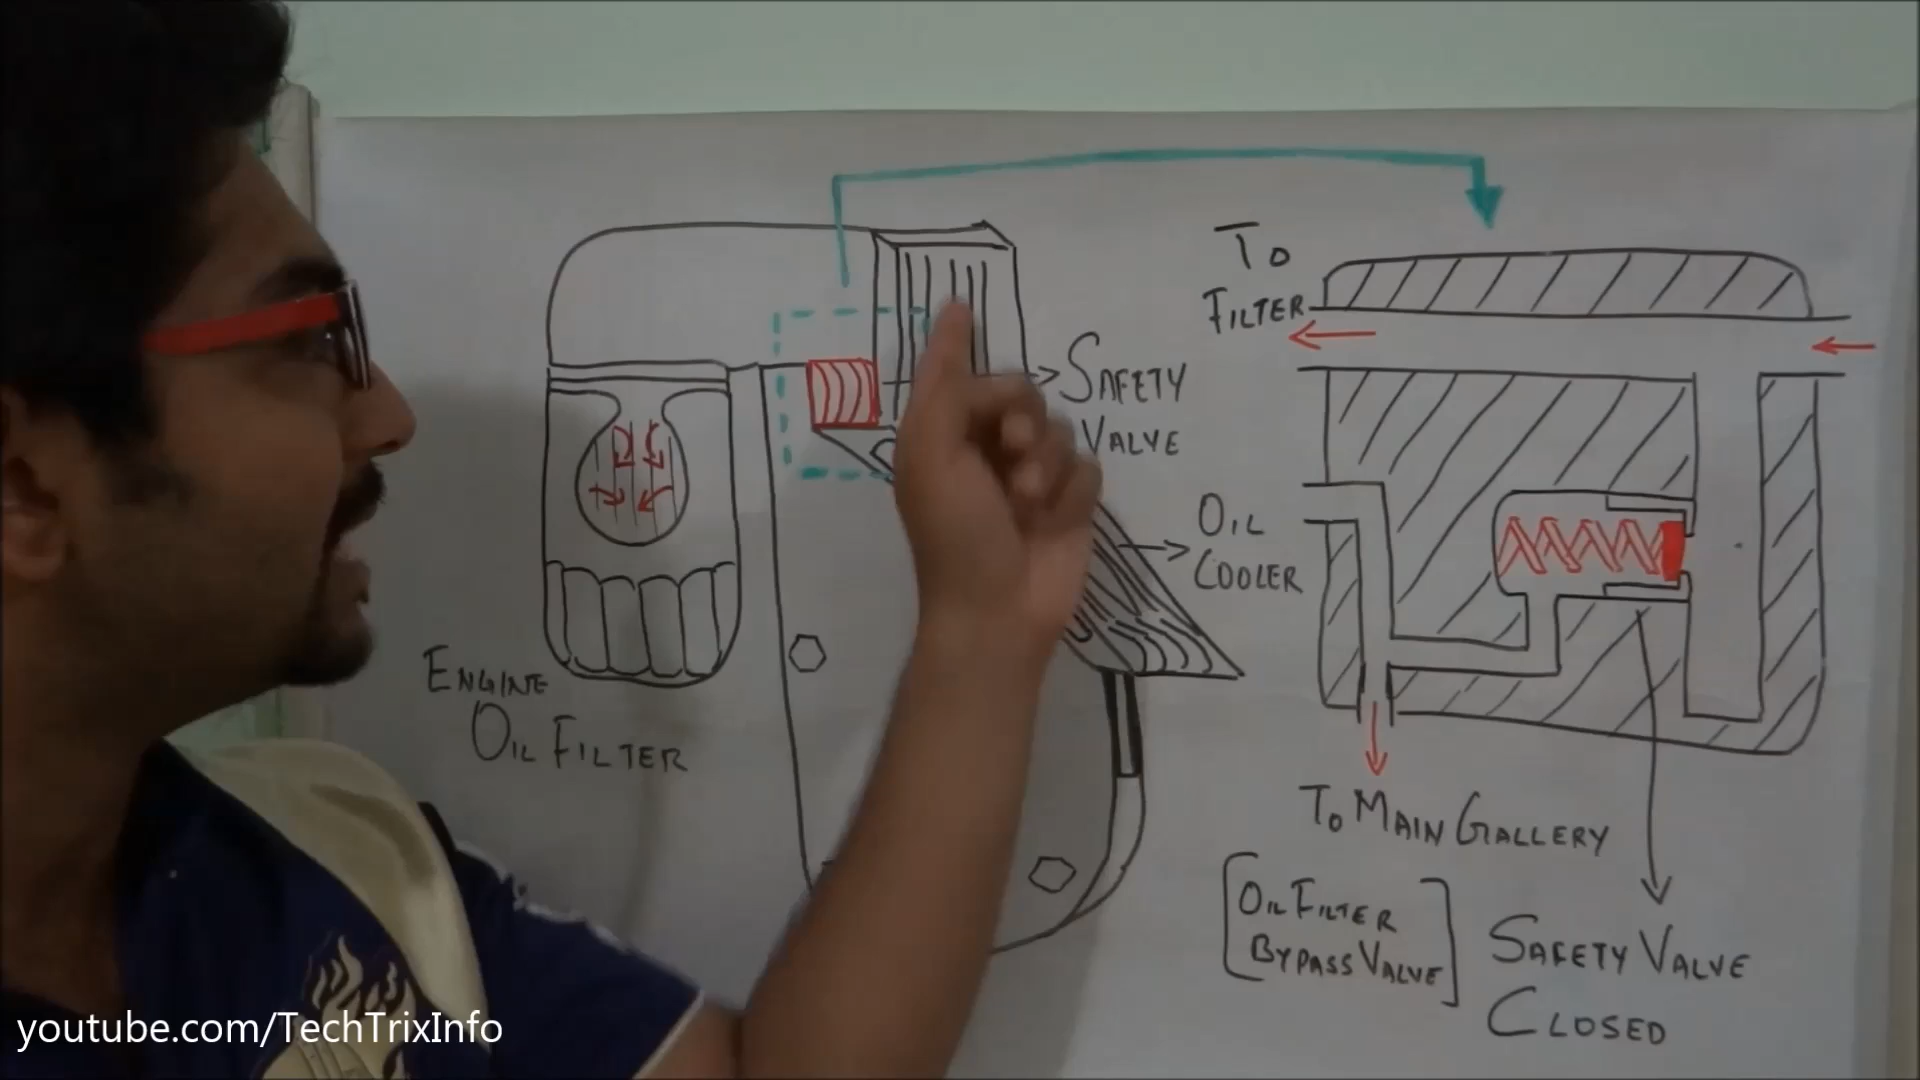 To
FILTER
SAFETY
VALVE
OIL
COOLER
ENGINE
OIL FILTER
To MAIN GALLERY
[OIL FILTER
BYPASS VALVE]
SAFETY VALVE
CLOSED
youtube.com/TechTrixInfo